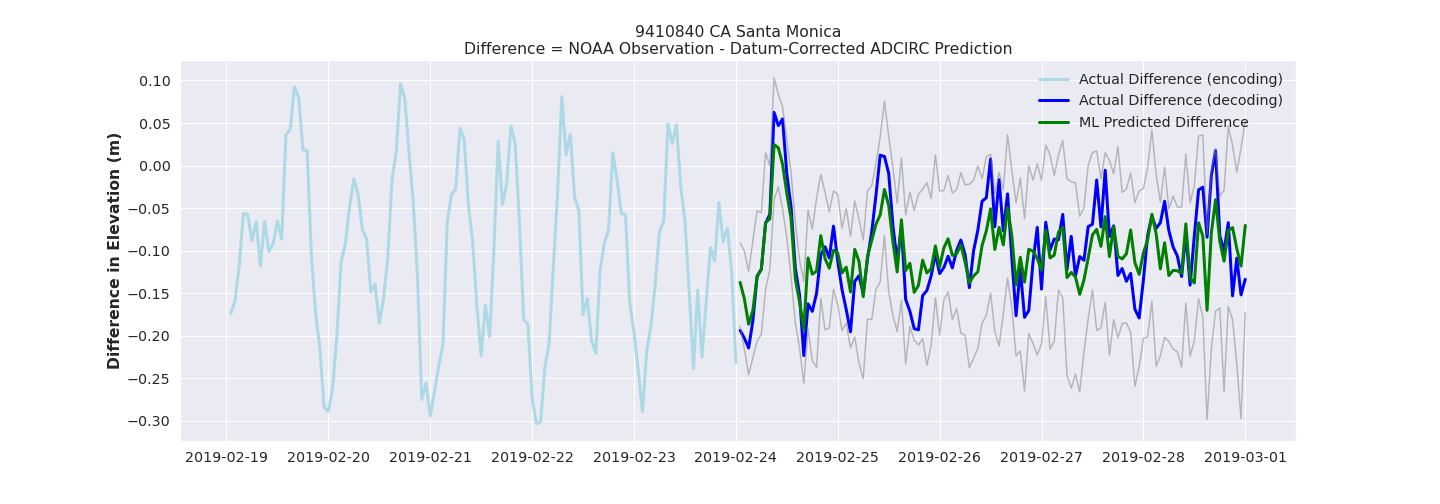 9410840 CA Santa Monica
Difference = NOAA Observation - Datum-Corrected ADCIRC Prediction
Actual Difference (encoding)
Actual Difference (decoding)
ML Predicted Difference
Difference in Elevation (m)
0.10
0.05
0.00
−0.05
−0.10
−0.15
−0.20
−0.25
−0.30
2019-02-19 2019-02-20 2019-02-21 2019-02-22 2019-02-23 2019-02-24 2019-02-25 2019-02-26 2019-02-27 2019-02-28 2019-03-01